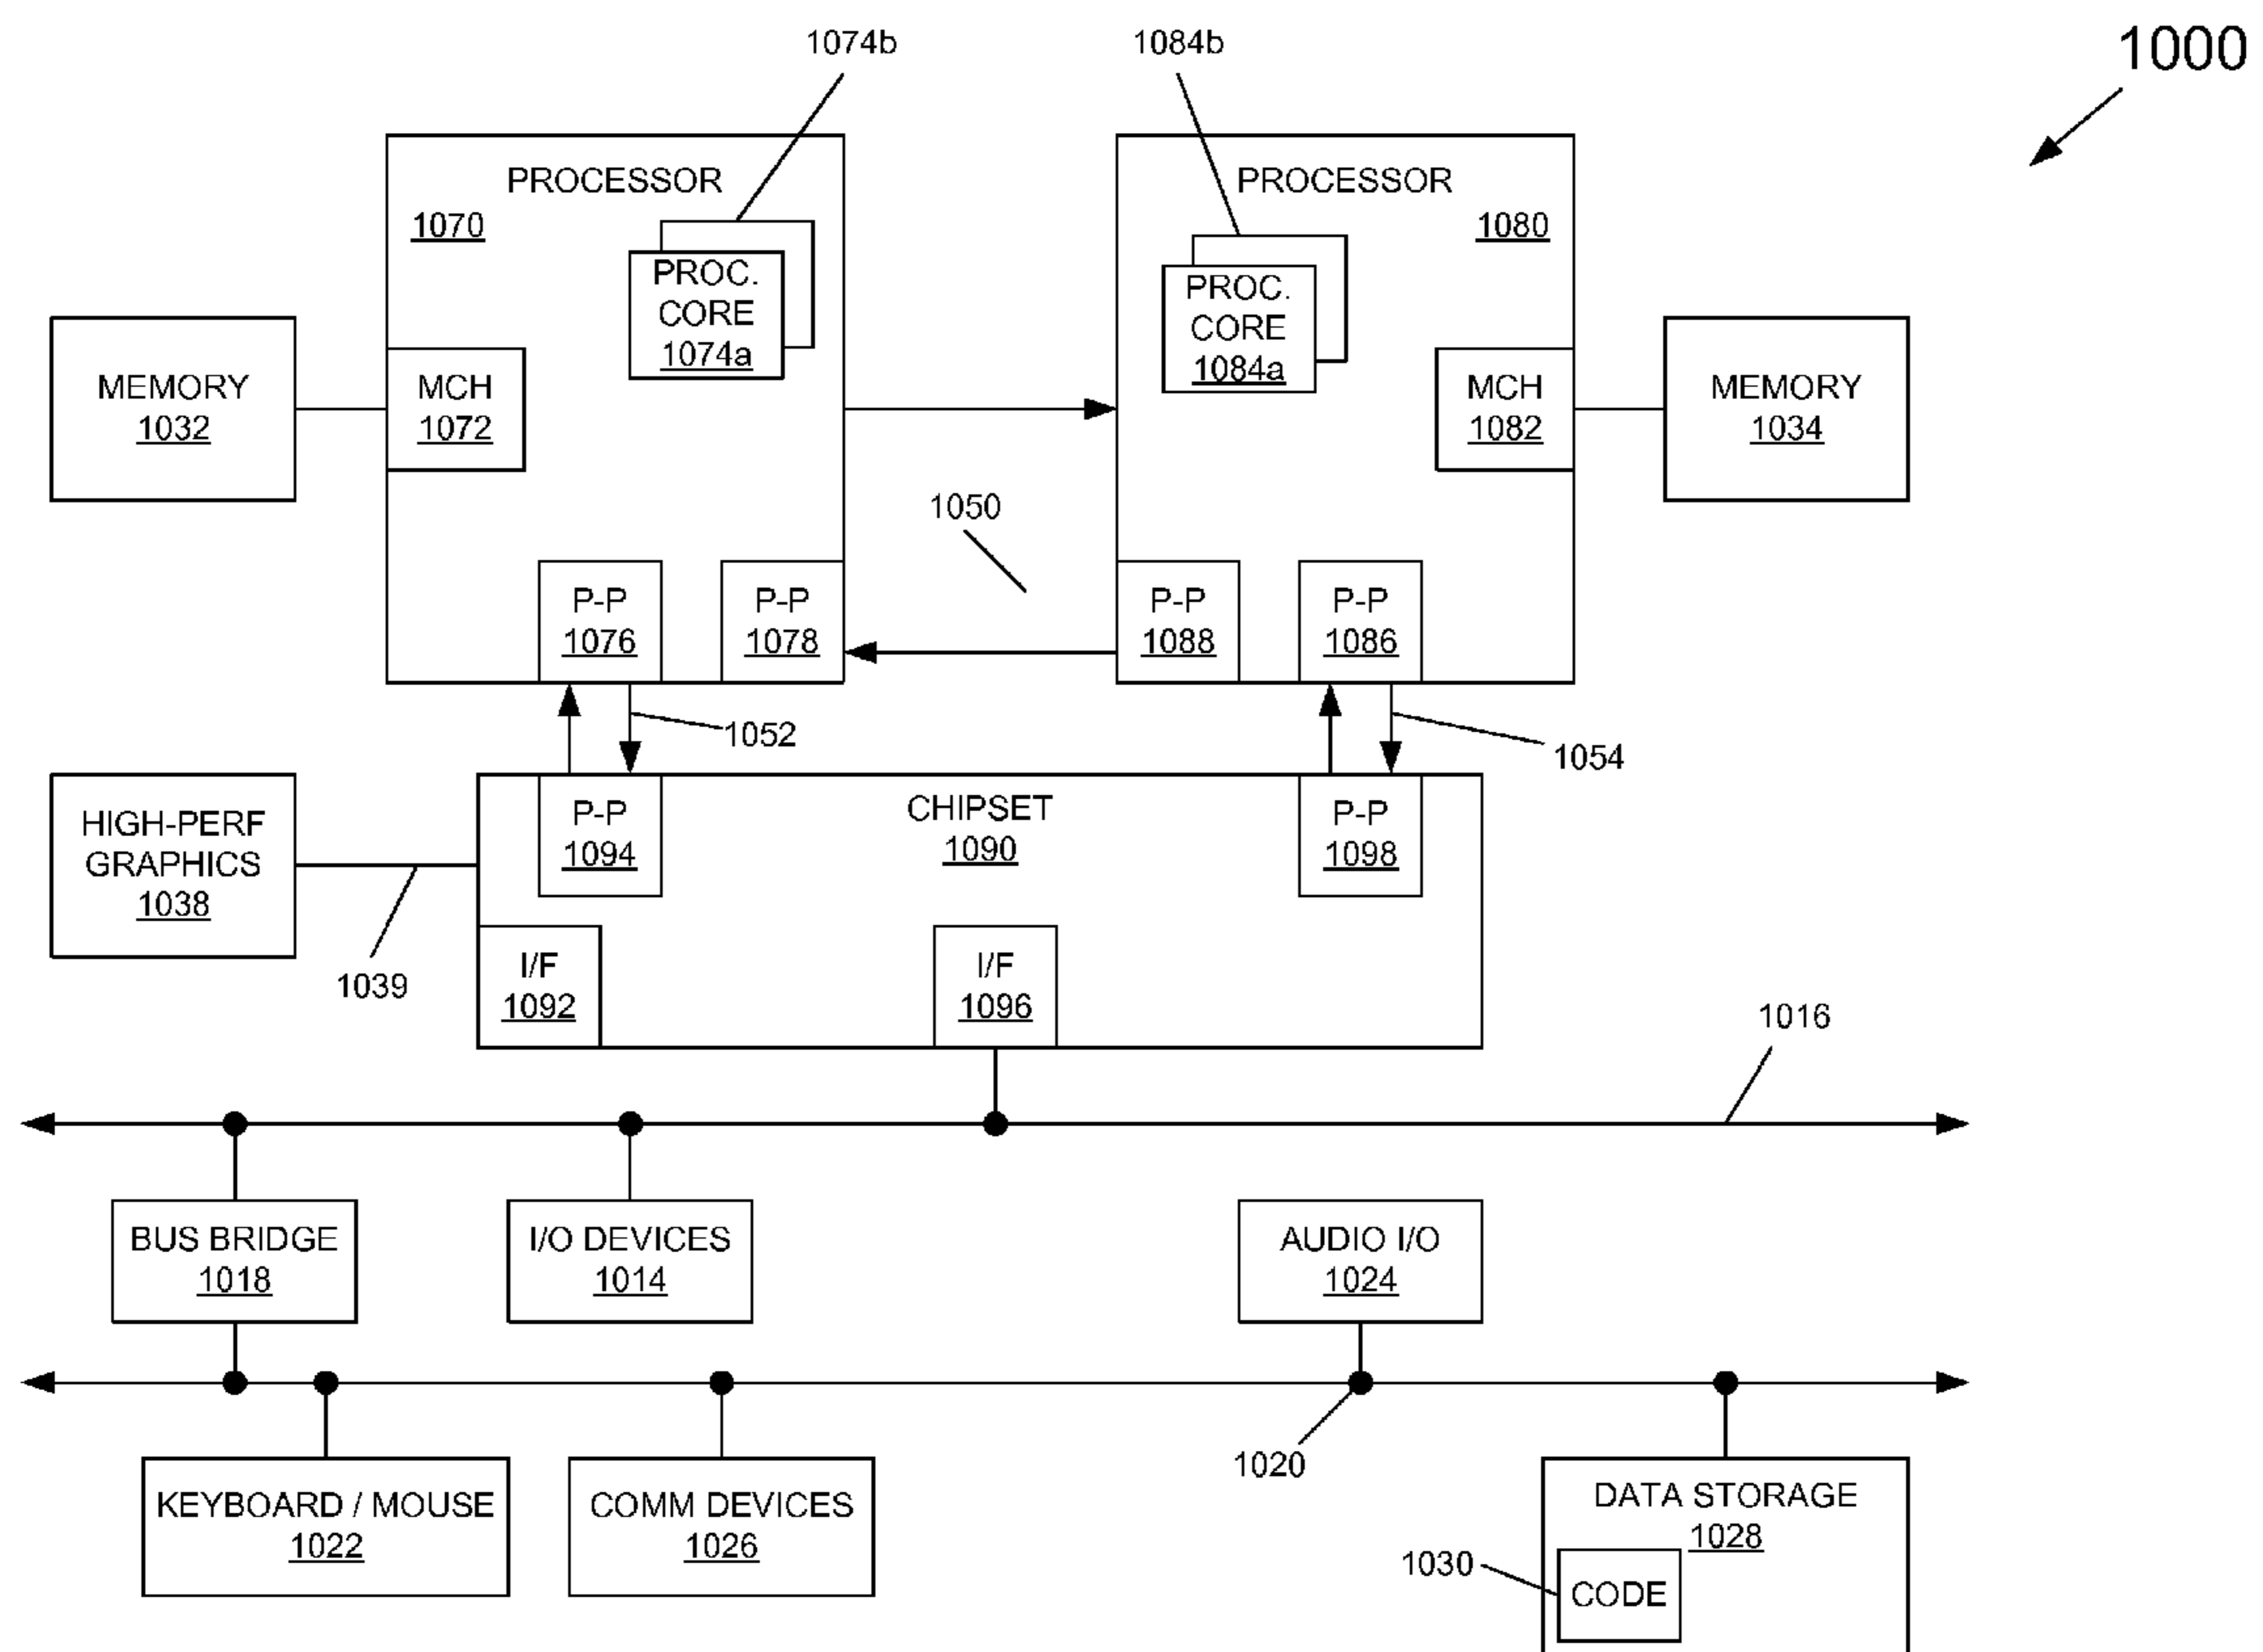 1000
1074b
1084b
PROCESSOR
1070
PROC.
CORE
1074a
PROCESSOR
1080
PROC.
CORE
1084a
MEMORY
1032
MCH
1072
MCH
1082
MEMORY
1034
1050
P-P
1076
P-P
1078
P-P
1088
P-P
1086
1052
1054
HIGH-PERF
GRAPHICS
1038
1039
P-P
1094
CHIPSET
1090
P-P
1098
I/F
1092
I/F
1096
1016
BUS BRIDGE
1018
I/O DEVICES
1014
AUDIO I/O
1024
1020
KEYBOARD / MOUSE
1022
COMM DEVICES
1026
DATA STORAGE
1028
1030
CODE